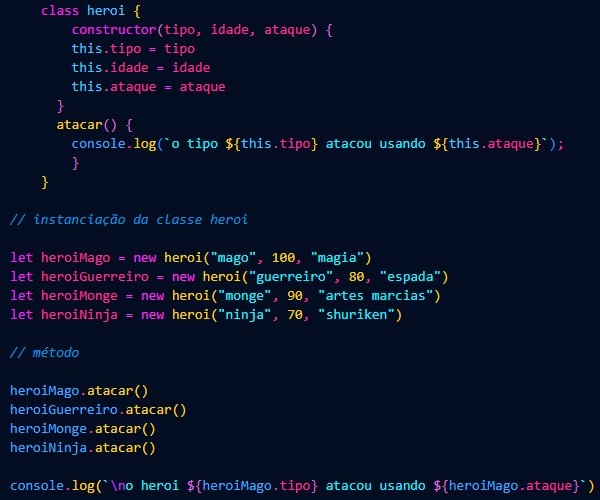 class heroi {
constructor(tipo, idade, ataque) {
this.tipo = tipo
this.idade = idade
this.ataque = ataque
}
atacar() {
console.log(`o tipo ${this.tipo} atacou usando ${this.ataque}`);
}
}
// instanciação da classe heroi
let heroiMago = new heroi("mago", 100, "magia")
let heroiGuerreiro = new heroi("guerreiro", 80, "espada")
let heroiMonge = new heroi("monge", 90, "artes marcias")
let heroiNinja = new heroi("ninja", 70, "shuriken")
// método
heroiMago.atacar()
heroiGuerreiro.atacar()
heroiMonge.atacar()
heroiNinja.atacar()
console.log(`\no heroi ${heroiMago.tipo} atacou usando ${heroiMago.ataque}`)